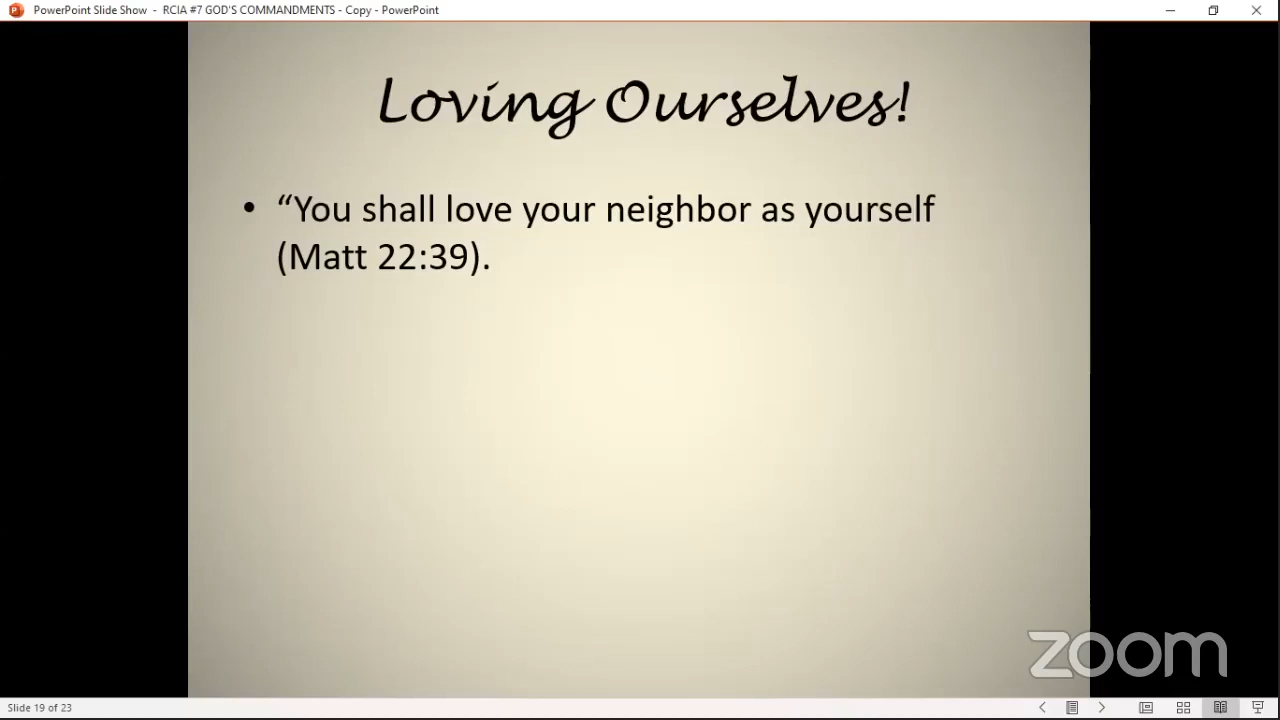 PowerPoint Slide Show - RCIA #7 GOD'S COMMANDMENTS - Copy - PowerPoint
Loving Ourselves!
• “You shall love your neighbor as yourself
(Matt 22:39).
zoom
Slide 19 of 23